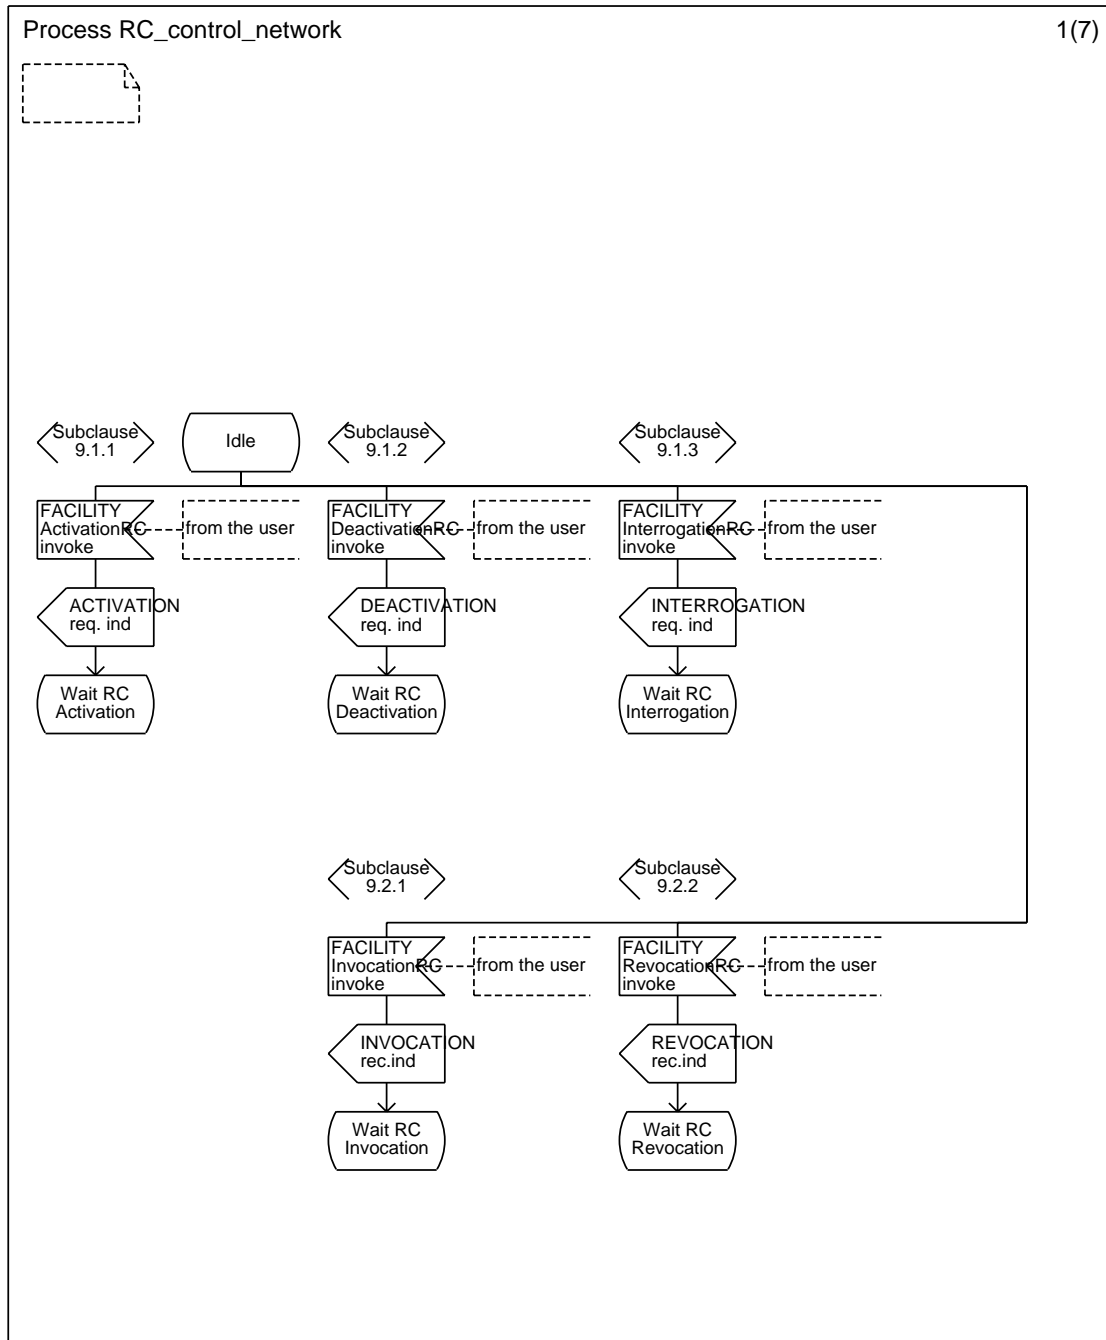 Process RC_control_network
1(7)
Subclause
9.1.1
Idle
Subclause
9.1.2
Subclause
9.1.3
FACILITY
ActivationRC
invoke
from the user
FACILITY
DeactivationRC
invoke
from the user
FACILITY
InterrogationRC
invoke
from the user
ACTIVATION
req. ind
DEACTIVATION
req. ind
INTERROGATION
req. ind
Wait RC
Activation
Wait RC
Deactivation
Wait RC
Interrogation
Subclause
9.2.1
Subclause
9.2.2
FACILITY
InvocationRC
invoke
from the user
FACILITY
RevocationRC
invoke
from the user
INVOCATION
rec.ind
REVOCATION
rec.ind
Wait RC
Invocation
Wait RC
Revocation